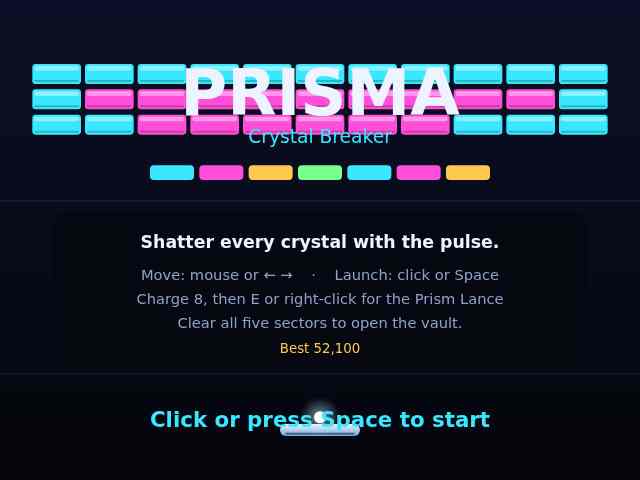 PRISMA
Crystal Breaker
Shatter every crystal with the pulse.
Move: mouse or ← → · Launch: click or Space
Charge 8, then E or right-click for the Prism Lance
Clear all five sectors to open the vault.
Best 52,100
Click or press Space to start